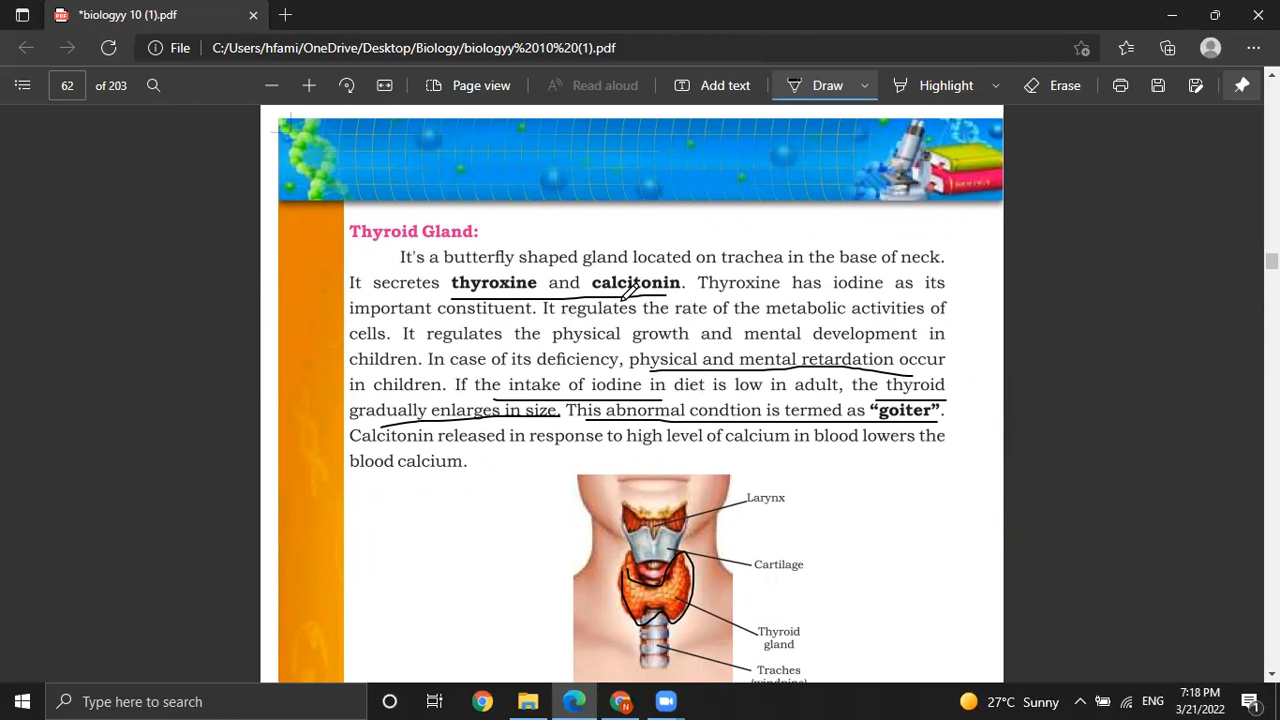 *biologyy 10 (1).pdf
File C:/Users/hfami/OneDrive/Desktop/Biology/biologyy%2010%20(1).pdf
62 of 203 Page view Read aloud Add text Draw Highlight Erase
Thyroid Gland:
It's a butterfly shaped gland located on trachea in the base of neck.
It secretes thyroxine and calcitonin. Thyroxine has iodine as its
important constituent. It regulates the rate of the metabolic activities of
cells. It regulates the physical growth and mental development in
children. In case of its deficiency, physical and mental retardation occur
in children. If the intake of iodine in diet is low in adult, the thyroid
gradually enlarges in size. This abnormal condtion is termed as “goiter”.
Calcitonin released in response to high level of calcium in blood lowers the
blood calcium.
Larynx
Cartilage
Thyroid
gland
Traches
(windpipe)
Type here to search
27°C Sunny
ENG
7:18 PM
3/21/2022